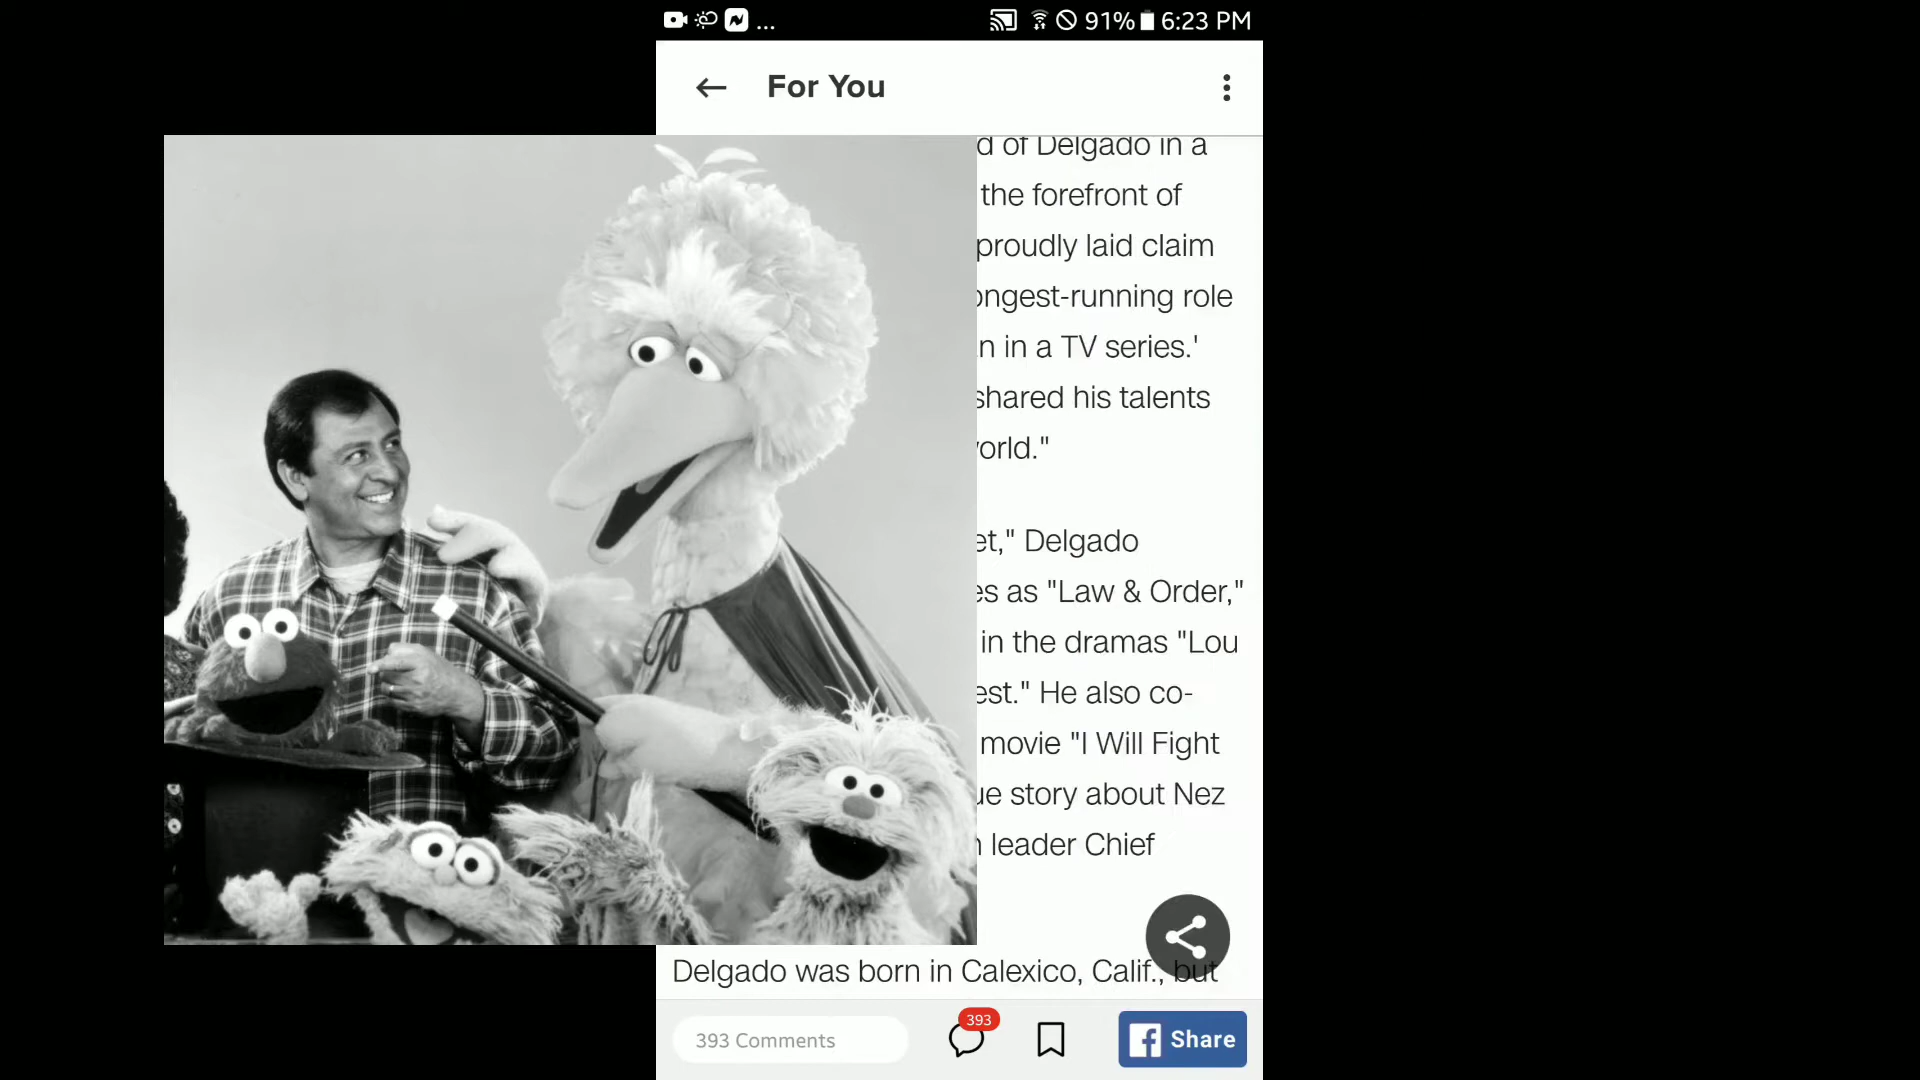 ... 91% 6:23 PM
For You
of Delgado in a
the forefront of
proudly laid claim
ongest-running role
n in a TV series.'
shared his talents
orld."
et," Delgado
es as "Law & Order,"
in the dramas "Lou
est." He also co-
movie "I Will Fight
ue story about Nez
leader Chief
Delgado was born in Calexico, Calif., but
393
393 Comments
Share